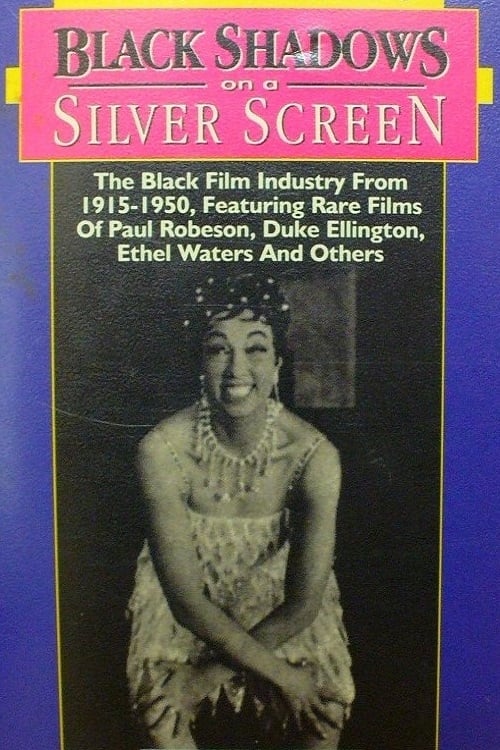 BLACK SHADOWS
on a
SILVER SCREEN
The Black Film Industry From
1915-1950, Featuring Rare Films
Of Paul Robeson, Duke Ellington,
Ethel Waters And Others